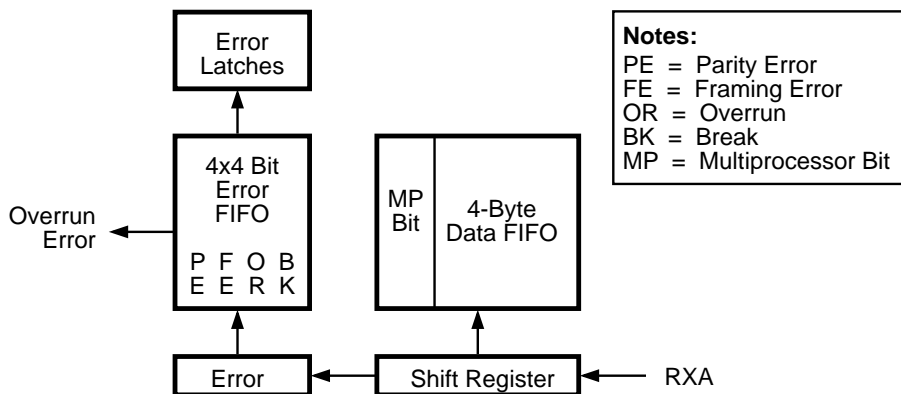 Error
Latches
Notes:
PE = Parity Error
FE = Framing Error
OR = Overrun
BK = Break
MP = Multiprocessor Bit
4x4 Bit
Error
FIFO
P F O B
E E R K
Overrun
Error
MP
Bit
4-Byte
Data FIFO
Error
Shift Register
RXA